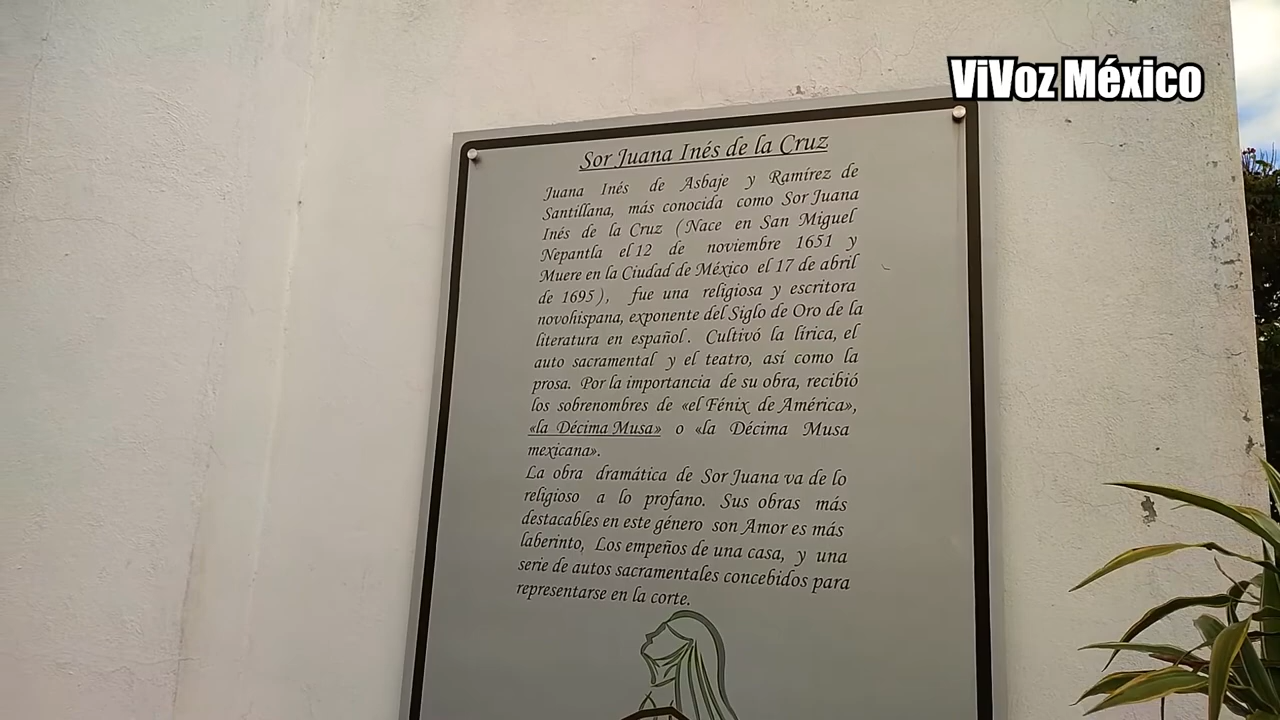 ViVoz México
Sor Juana Inés de la Cruz
Juana Inés de Asbaje y Ramírez de
Santillana, más conocida como Sor Juana
Inés de la Cruz (Nace en San Miguel
Nepantla el 12 de noviembre 1651 y
Muere en la Ciudad de México el 17 de abril
de 1695), fue una religiosa y escritora
novohispana, exponente del Siglo de Oro de la
literatura en español. Cultivó la lírica, el
auto sacramental y el teatro, así como la
prosa. Por la importancia de su obra, recibió
los sobrenombres de «el Fénix de América»,
«la Décima Musa» o «la Décima Musa
mexicana».
La obra dramática de Sor Juana va de lo
religioso a lo profano. Sus obras más
destacables en este género son Amor es más
laberinto, Los empeños de una casa, y una
serie de autos sacramentales concebidos para
representarse en la corte.